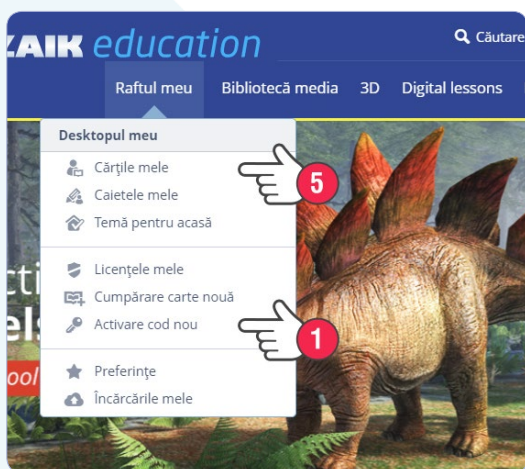 ZAIK education
Căutare
Raftul meu Bibliotecă media 3D Digital lessons
Desktopul meu
Cărțile mele
5
Caietele mele
Temă pentru acasă
Licențele mele
Cumpărare carte nouă
Activare cod nou
1
Preferințe
Încărcările mele